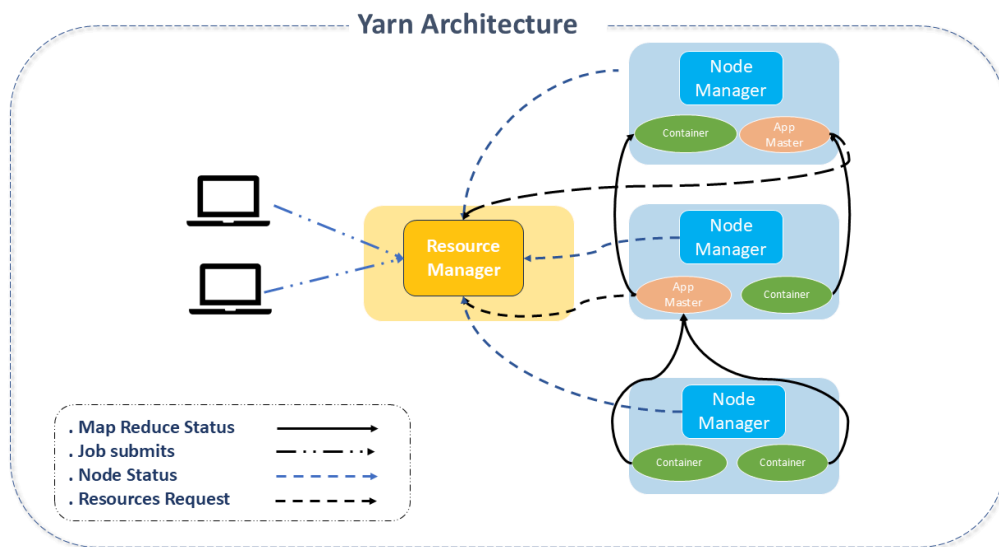 Yarn Architecture
Node
Manager
Container
App
Master
Resource
Manager
Node
Manager
App
Master
Container
Node
Manager
Container
Container
. Map Reduce Status
. Job submits
. Node Status
. Resources Request